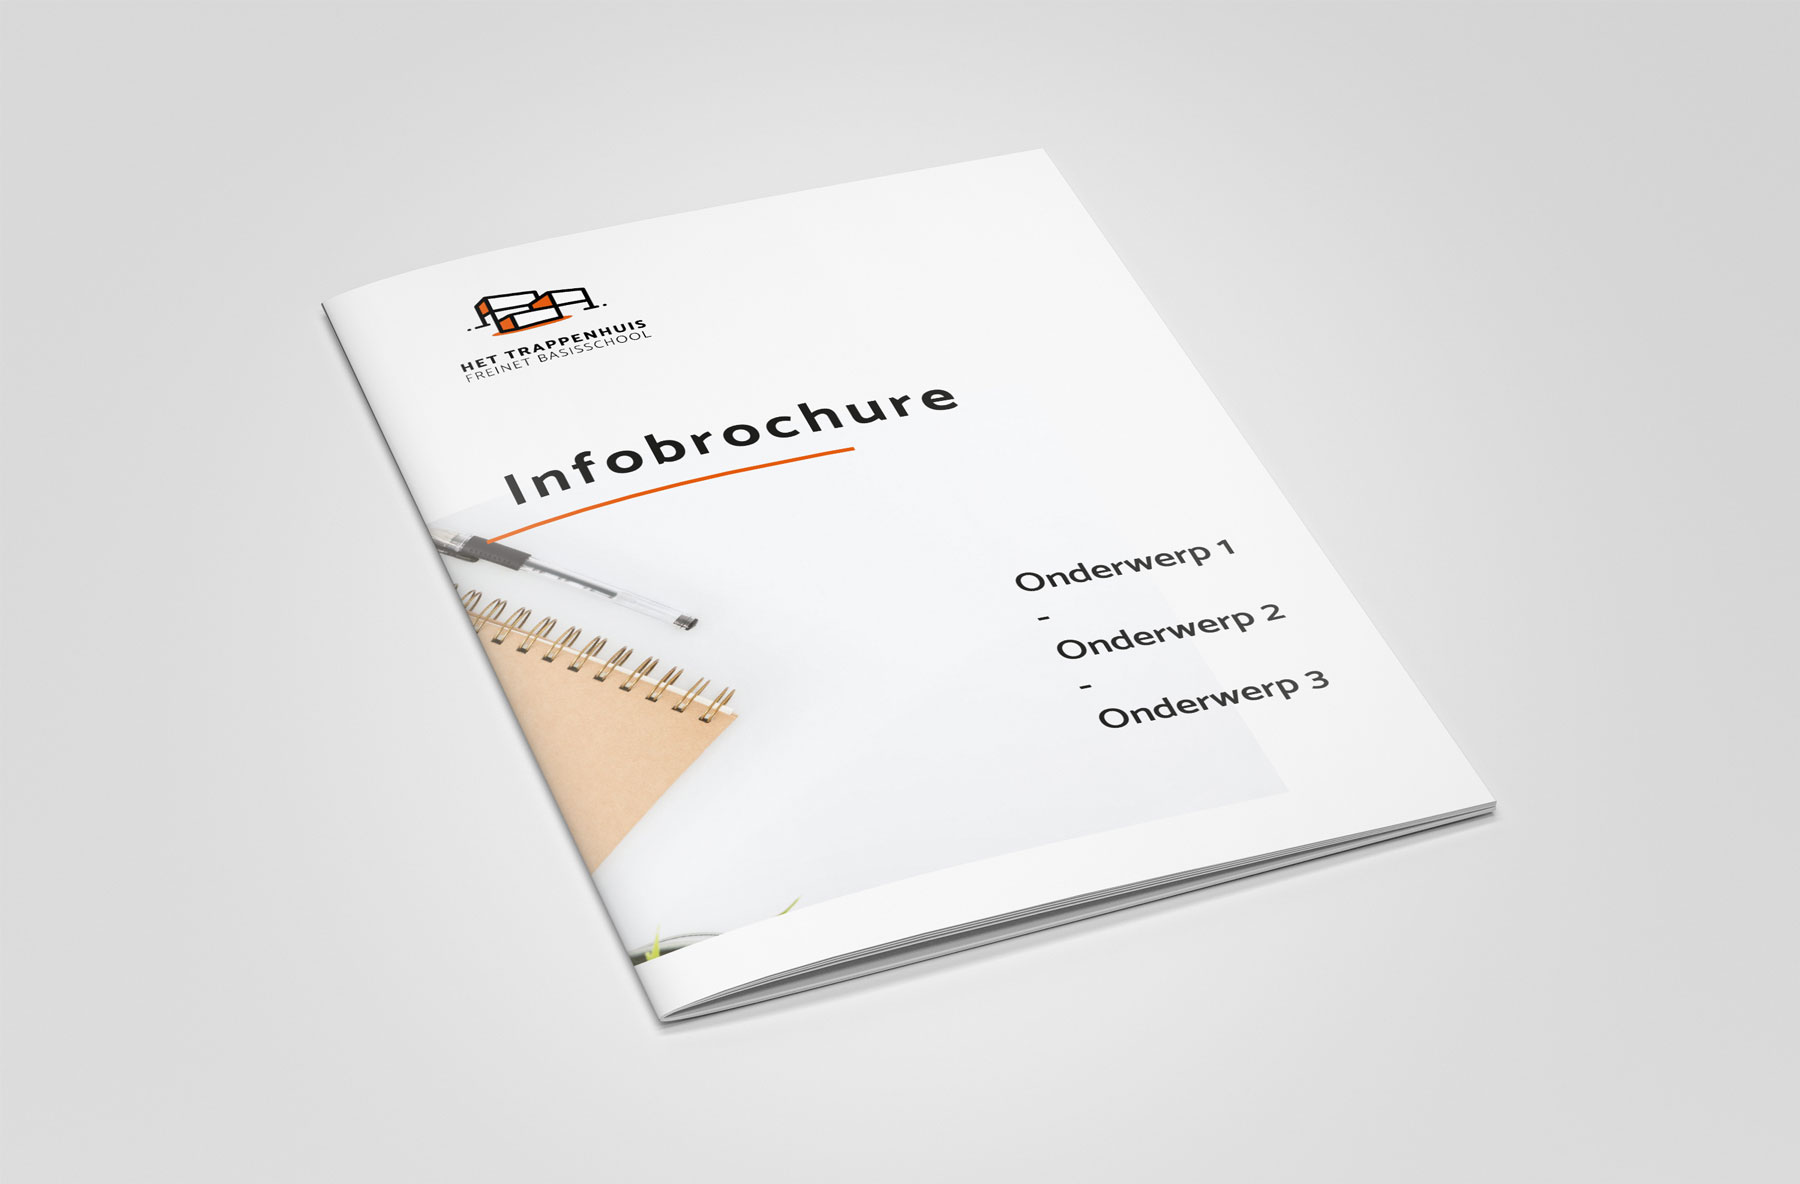 HET TRAPPENHUIS
FREINET BASISSCHOOL
Infobrochure
Onderwerp 1
-
Onderwerp 2
-
Onderwerp 3